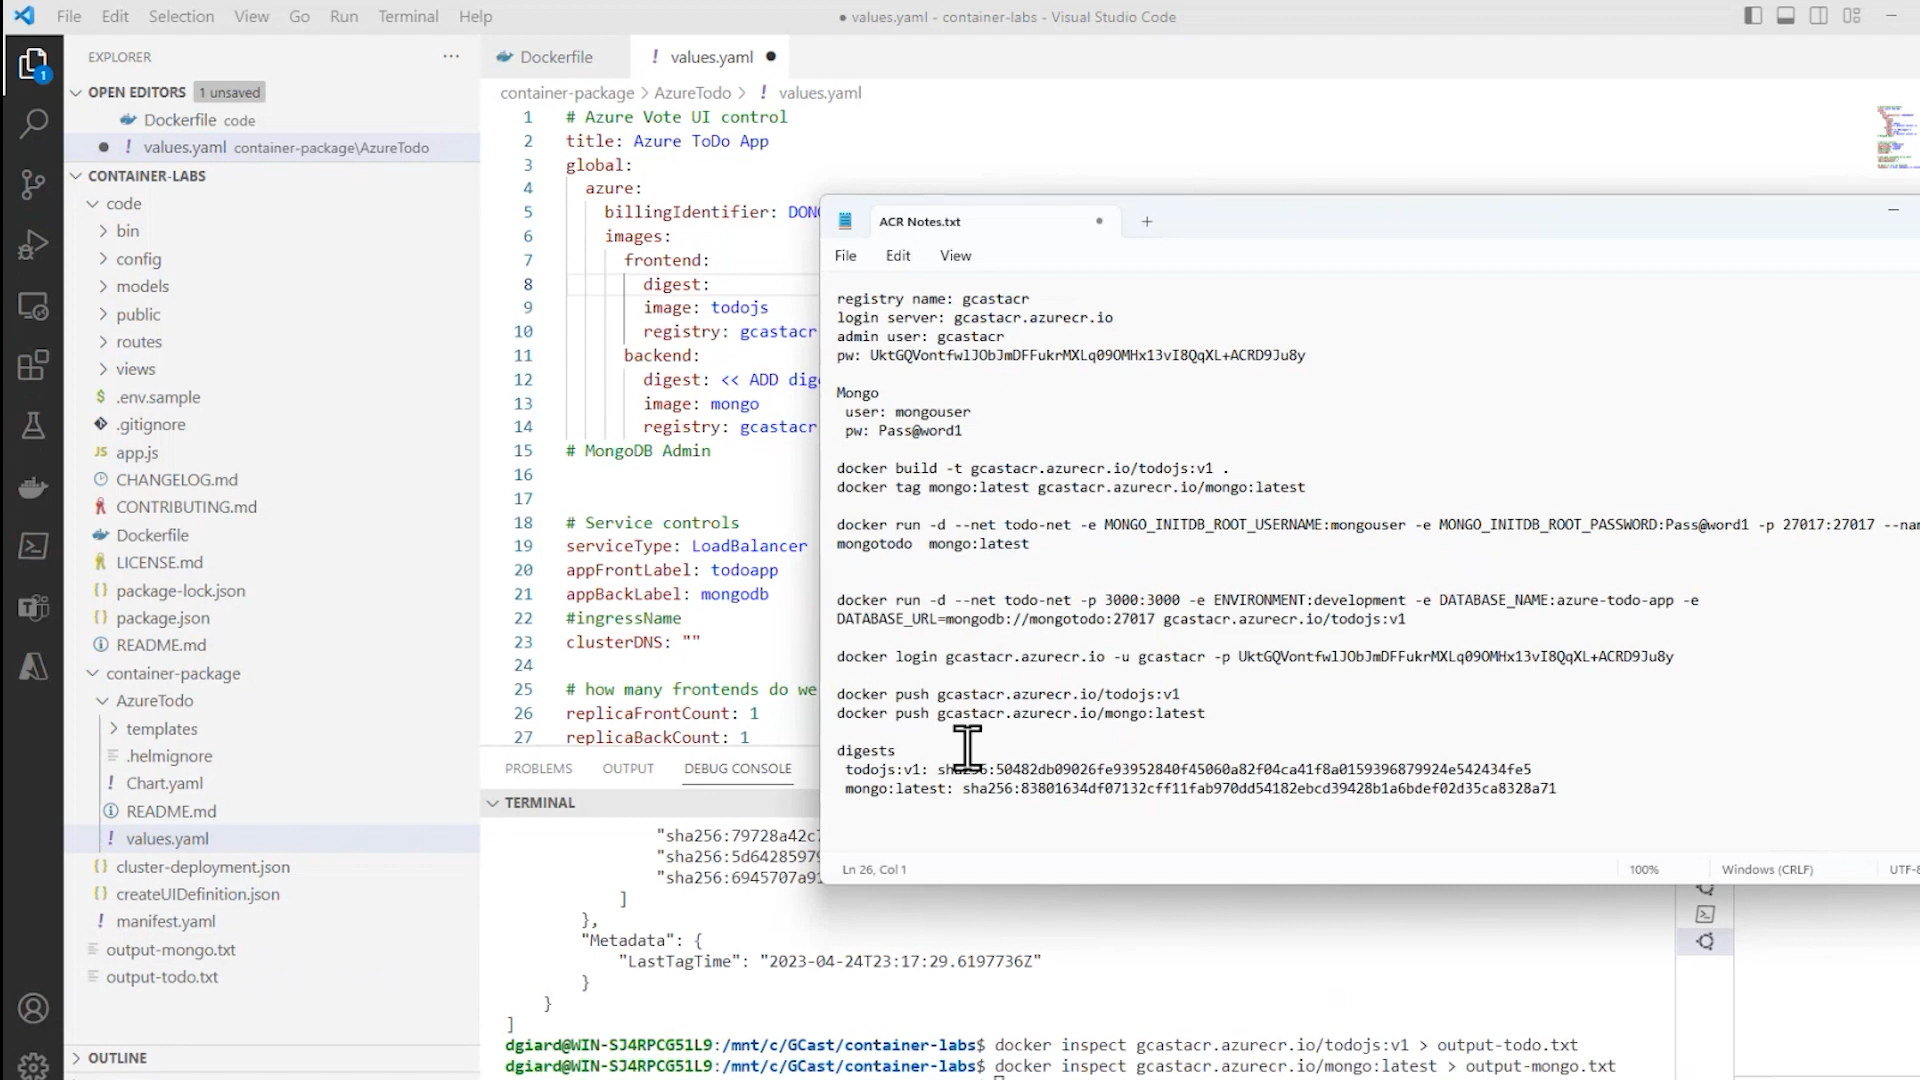 File Edit Selection View Go Run Terminal Help
● values.yaml - container-labs - Visual Studio Code
EXPLORER
OPEN EDITORS 1 unsaved
Dockerfile code
values.yaml container-package\AzureTodo
CONTAINER-LABS
code
bin
config
models
public
routes
views
.env.sample
.gitignore
app.js
CHANGELOG.md
CONTRIBUTING.md
Dockerfile
LICENSE.md
package-lock.json
package.json
README.md
container-package
AzureTodo
templates
.helmignore
Chart.yaml
README.md
values.yaml
cluster-deployment.json
createUIDefinition.json
manifest.yaml
output-mongo.txt
output-todo.txt
OUTLINE
Dockerfile
values.yaml
container-package > AzureTodo > ! values.yaml
1 # Azure Vote UI control
2 title: Azure ToDo App
3 global:
4 azure:
5 billingIdentifier:
6 images:
7 frontend:
8 digest:
9 image: todojs
10 registry: gcastacr
11 backend:
12 digest: << ADD
13 image: mongo
14 registry: gcastacr
15 # MongoDB Admin
16
17
18 # Service controls
19 serviceType: LoadBalancer
20 appFrontLabel: todoapp
21 appBackLabel: mongodb
22 #ingressName
23 clusterDNS: ""
24
25 # how many frontends do we
26 replicaFrontCount: 1
27 replicaBackCount: 1
PROBLEMS OUTPUT DEBUG CONSOLE
TERMINAL
"sha256:79728a42c
"sha256:5d6428597
"sha256:6945707a9
]
},
"Metadata": {
"LastTagTime": "2023-04-24T23:17:29.6197736Z"
}
}
]
dgiard@WIN-SJ4RPCG51L9:/mnt/c/GCast/container-labs$ docker inspect gcastacr.azurecr.io/todojs:v1 > output-todo.txt
dgiard@WIN-SJ4RPCG51L9:/mnt/c/GCast/container-labs$ docker inspect gcastacr.azurecr.io/mongo:latest > output-mongo.txt
ACR Notes.txt
File Edit View
registry name: gcastacr
login server: gcastacr.azurecr.io
admin user: gcastacr
pw: UktGQVontfwlJObJmDFFukrMXLq09OMHx13vI8QqXL+ACRD9Ju8y
Mongo
user: mongouser
pw: Pass@word1
docker build -t gcastacr.azurecr.io/todojs:v1 .
docker tag mongo:latest gcastacr.azurecr.io/mongo:latest
docker run -d --net todo-net -e MONGO_INITDB_ROOT_USERNAME:mongouser -e MONGO_INITDB_ROOT_PASSWORD:Pass@word1 -p 27017:27017
mongotodo mongo:latest
docker run -d --net todo-net -p 3000:3000 -e ENVIRONMENT:development -e DATABASE_NAME:azure-todo-app -e
DATABASE_URL=mongodb://mongotodo:27017 gcastacr.azurecr.io/todojs:v1
docker login gcastacr.azurecr.io -u gcastacr -p UktGQVontfwlJObJmDFFukrMXLq09OMHx13vI8QqXL+ACRD9Ju8y
docker push gcastacr.azurecr.io/todojs:v1
docker push gcastacr.azurecr.io/mongo:latest
digests
todojs:v1: sha256:50482db09026fe93952840f45060a82f04ca41f8a0159396879924e542434fe5
mongo:latest: sha256:83801634df07132cff11fab970dd54182ebcd39428b1a6bdef02d35ca8328a71
Ln 26, Col 1 100% Windows (CRLF)